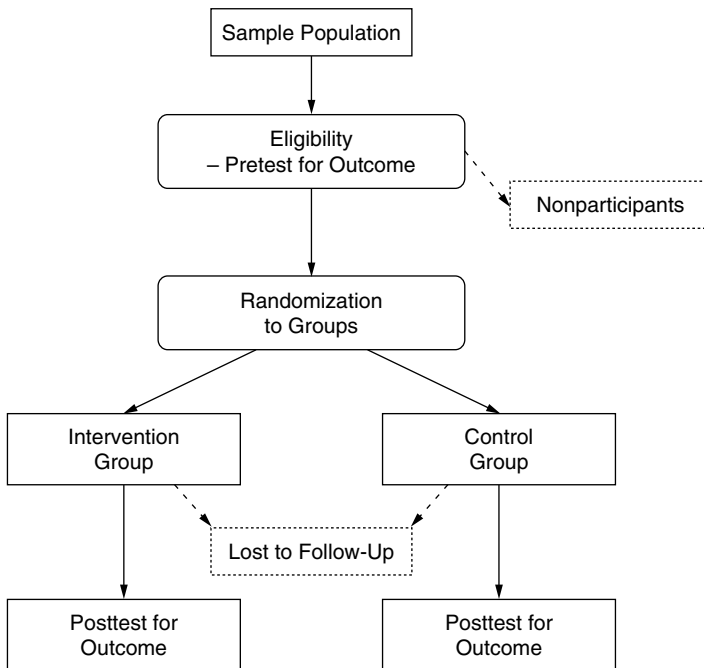 Sample Population
Eligibility
– Pretest for Outcome
Nonparticipants
Randomization
to Groups
Intervention
Group
Control
Group
Lost to Follow-Up
Posttest for
Outcome
Posttest for
Outcome